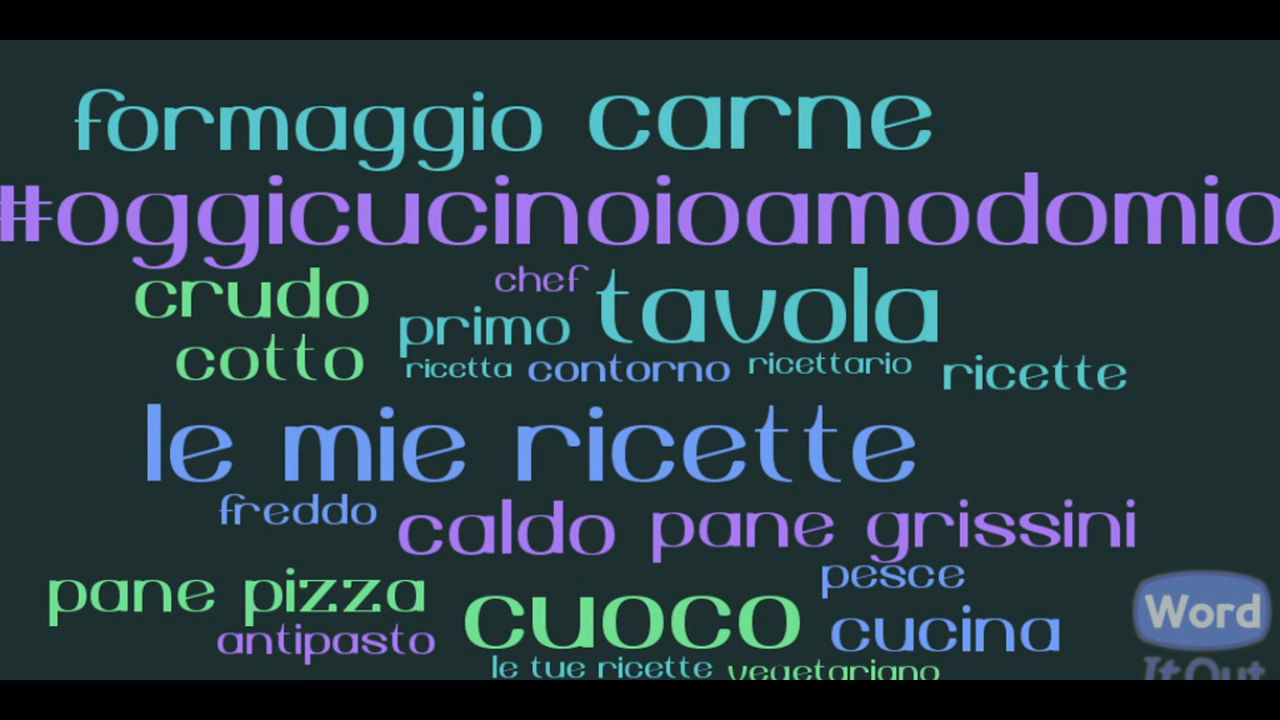 formaggio carne
#oggicucinoioamodomio
crudo chef tavola
cotto primo
ricetta contorno ricettario ricette
le mie ricette
freddo caldo pane grissini
pane pizza cuoco pesce
antipasto cucina
le tue ricette vegetariano
Word
ItOut